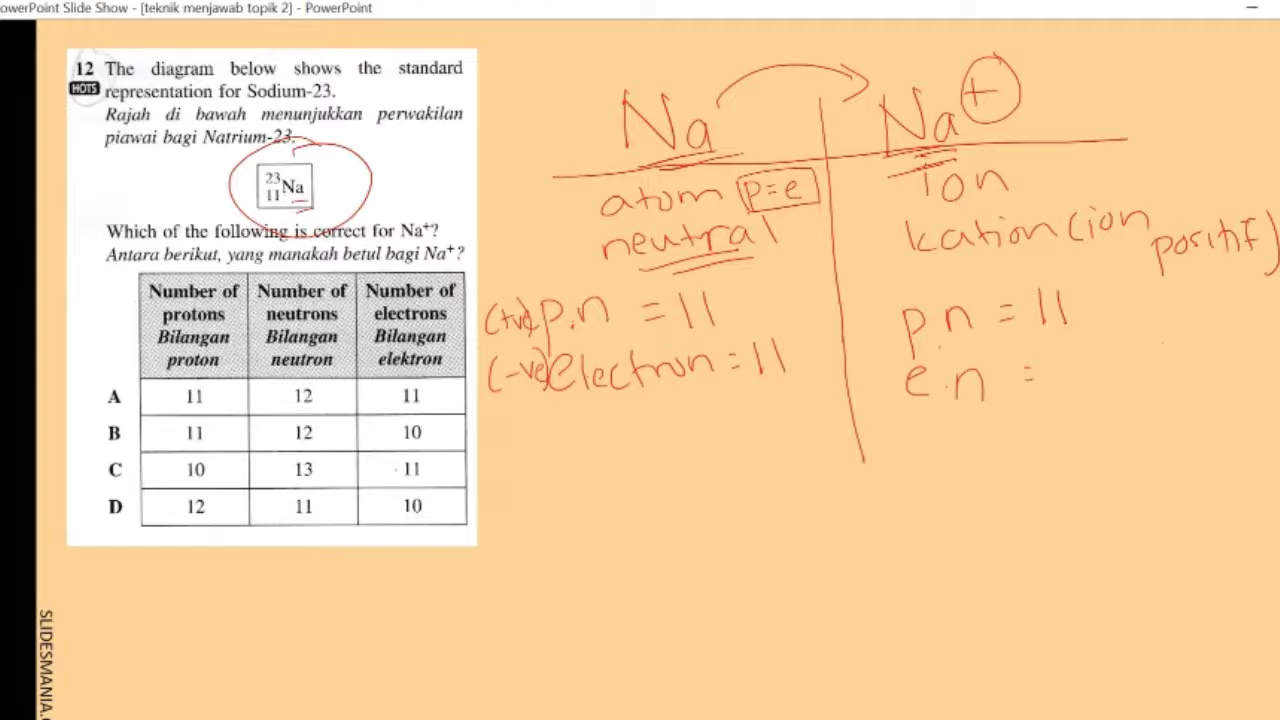 owerPoint Slide Show - [teknik menjawab topik 2] - PowerPoint
12 The diagram below shows the standard
HOTS representation for Sodium-23.
Rajah di bawah menunjukkan perwakilan
piawai bagi Natrium-23.
23
11 Na
Which of the following is correct for Na⁺?
Antara berikut, yang manakah betul bagi Na⁺?
Number of protons Bilangan proton Number of neutrons Bilangan neutron Number of electrons Bilangan elektron
A 11 12 11
B 11 12 10
C 10 13 11
D 12 11 10
Na
atom p=e
neutral
(+ve) p.n = 11
(-ve) electron = 11
Na +
ion
kation (ion
positif)
p.n = 11
e.n =
SLIDESMANIA.